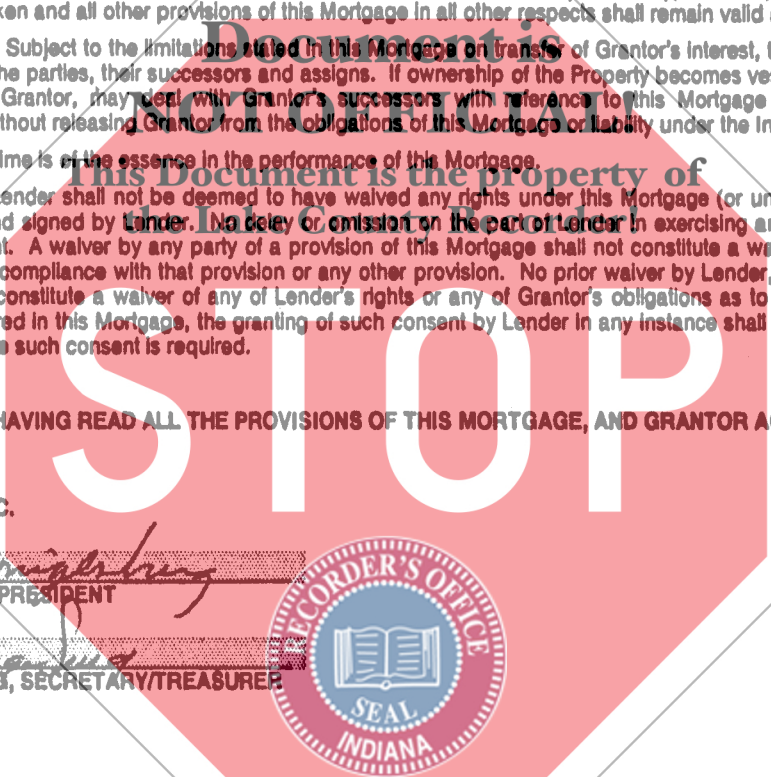 ken and all other provisions of this Mortgage in all other respects shall remain valid
Document is
Subject to the limitations stated in this Mortgage on transfer of Grantor's interest, t
he parties, their successors and assigns. If ownership of the Property becomes ve
Grantor, may deal with Grantor's successors with reference to this Mortgage
NOT OFFICIAL!
thout releasing Grantor from the obligations of this Mortgage or liability under the In
ime is of the essence in the performance of this Mortgage.
This Document is the property of
ender shall not be deemed to have waived any rights under this Mortgage (or un
d signed by Lender. No delay or omission on the part of Lender in exercising a
the Lake County Recorder!
t. A waiver by any party of a provision of this Mortgage shall not constitute a w
compliance with that provision or any other provision. No prior waiver by Lender
constitute a waiver of any of Lender's rights or any of Grantor's obligations as to
red in this Mortgage, the granting of such consent by Lender in any instance shall
e such consent is required.
STOP
HAVING READ ALL THE PROVISIONS OF THIS MORTGAGE, AND GRANTOR A
C.
PRESIDENT
, SECRETARY/TREASURER
RECORDER'S OFFICE
SEAL
INDIANA